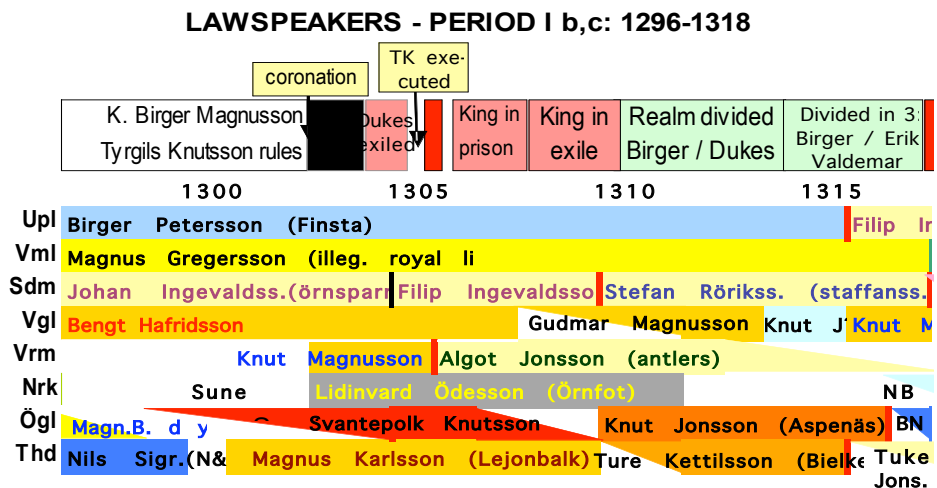 LAWSPEAKERS - PERIOD I b,c: 1296-1318
coronation
TK exe-
cuted
K. Birger Magnusson
Tyrgils Knutsson rules
Dukes
exiled
King in
prison
King in
exile
Realm divided
Birger / Dukes
Divided in 3:
Birger / Erik
Valdemar
1300 1305 1310 1315
Upl Birger Petersson (Finsta) Filip
Vml Magnus Gregersson (illeg. royal li
Sdm Johan Ingevaldss.(örnsparr Filip Ingevaldsso Stefan Rörikss. (staffanss.
Vgl Bengt Hafridsson Gudmar Magnusson Knut J Knut M
Vrm Knut Magnusson Algot Jonsson (antlers)
Nrk Sune Lidinvard Ödesson (Örnfot) NB
Ögl Magn.B. d y Svantepolk Knutsson Knut Jonsson (Aspenäs) BN
Thd Nils Sigr.(N& Magnus Karlsson (Lejonbalk) Ture Kettilsson (Bielke Tuke
Jons.